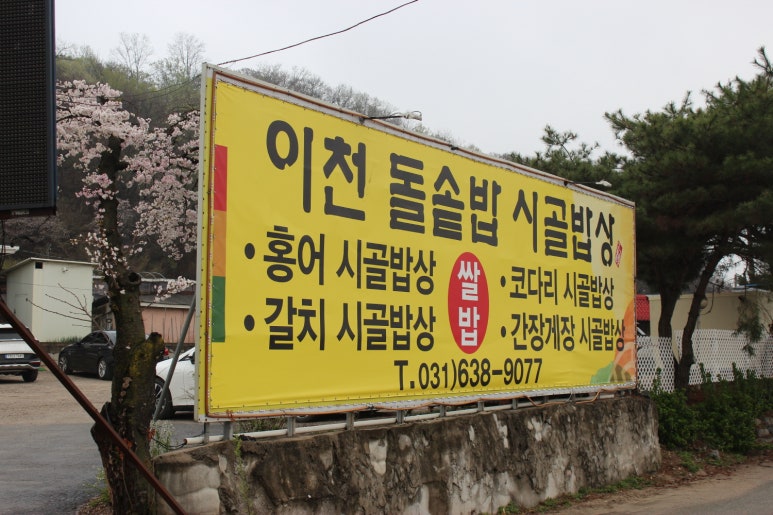 이천 돌솥밥 시골밥상
• 홍어 시골밥상
• 갈치 시골밥상
쌀밥
• 코다리 시골밥상
• 간장게장 시골밥상
T. 031)638-9077